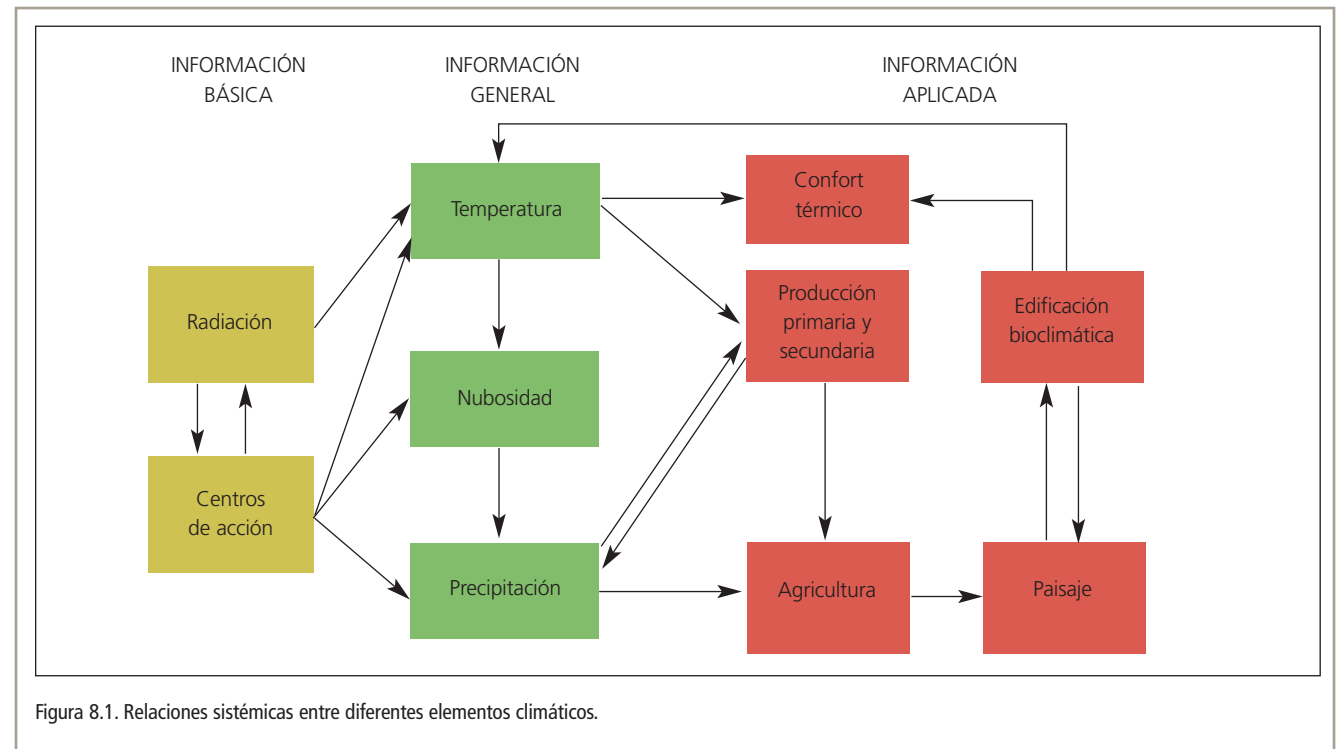 INFORMACIÓN
BÁSICA
INFORMACIÓN
GENERAL
INFORMACIÓN
APLICADA
Temperatura
Confort
térmico
Radiación
Producción
primaria y
secundaria
Edificación
bioclimática
Nubosidad
Centros
de acción
Precipitación
Agricultura
Paisaje
Figura 8.1. Relaciones sistémicas entre diferentes elementos climáticos.